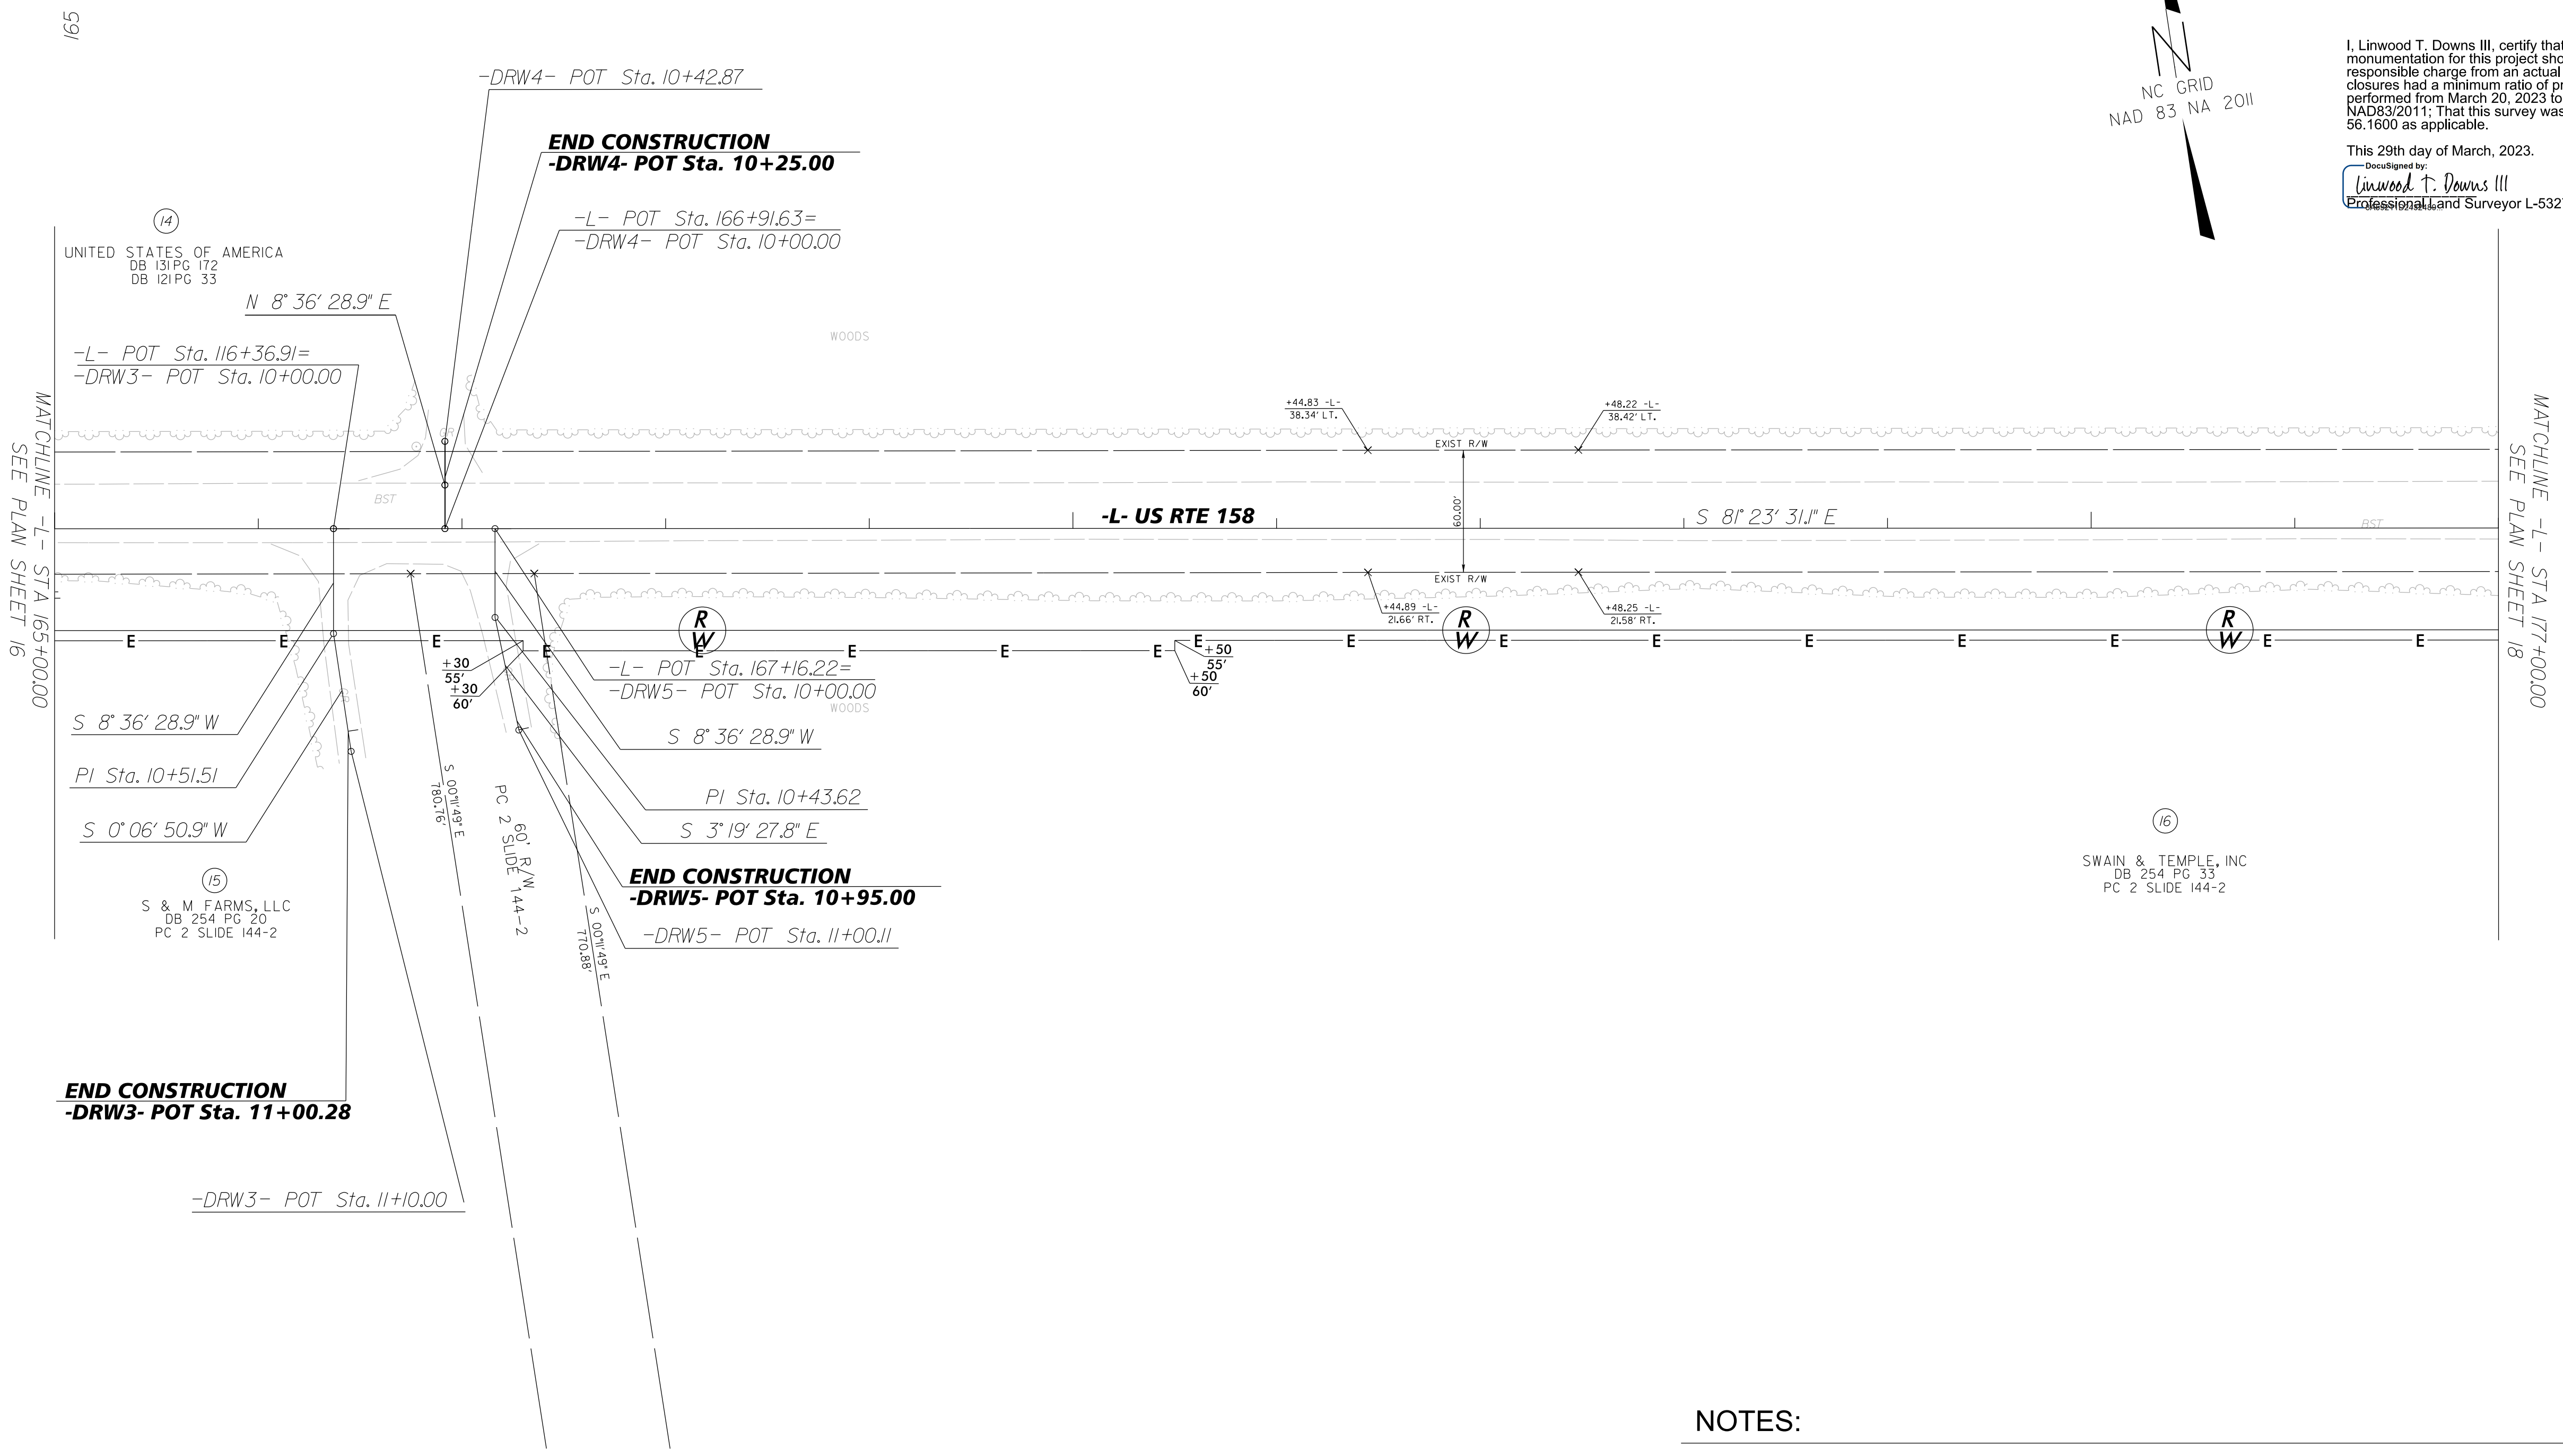 165
-DRW4- POT Sta. 10+42.87
END CONSTRUCTION
-DRW4- POT Sta. 10+25.00
-L- POT Sta. 166+91.63=
-DRW4- POT Sta. 10+00.00
14
UNITED STATES OF AMERICA
DB 131 PG 172
DB 121 PG 33
N 8° 36' 28.9" E
-L- POT Sta. 116+36.91=
-DRW3- POT Sta. 10+00.00
WOODS
NC GRID
NAD 83 NA 2011
I, Linwood T. Downs III, certify that
monumentation for this project sho
responsible charge from an actual
closures had a minimum ratio of pr
performed from March 20, 2023 to
NAD83/2011; That this survey was
56.1600 as applicable.
This 29th day of March, 2023.
DocuSigned by:
Linwood T. Downs III
Professional Land Surveyor L-532
MATCHLINE -L- STA 165+00.00
SEE PLAN SHEET 16
GR
BST
+44.83 -L-
38.34' LT.
+48.22 -L-
38.42' LT.
EXIST R/W
60.00'
-L- US RTE 158
S 81° 23' 31.1" E
BST
EXIST R/W
+44.89 -L-
21.66' RT.
+48.25 -L-
21.58' RT.
MATCHLINE -L- STA 177+00.00
SEE PLAN SHEET 18
R
W
R
W
R
W
E E E E E E E E E E E E E E E E
+30
55'
+30
60'
+50
55'
+50
60'
-L- POT Sta. 167+16.22=
-DRW5- POT Sta. 10+00.00
WOODS
GR
S 8° 36' 28.9" W
S 8° 36' 28.9" W
PI Sta. 10+51.51
PI Sta. 10+43.62
S 0° 06' 50.9" W
S 3° 19' 27.8" E
S 00°11'49" E
780.76'
60' R/W
PC 2 SLIDE 144-2
S 00°11'49" E
770.88'
END CONSTRUCTION
-DRW5- POT Sta. 10+95.00
-DRW5- POT Sta. 11+00.11
15
S & M FARMS, LLC
DB 254 PG 20
PC 2 SLIDE 144-2
16
SWAIN & TEMPLE, INC
DB 254 PG 33
PC 2 SLIDE 144-2
END CONSTRUCTION
-DRW3- POT Sta. 11+00.28
-DRW3- POT Sta. 11+10.00
NOTES: